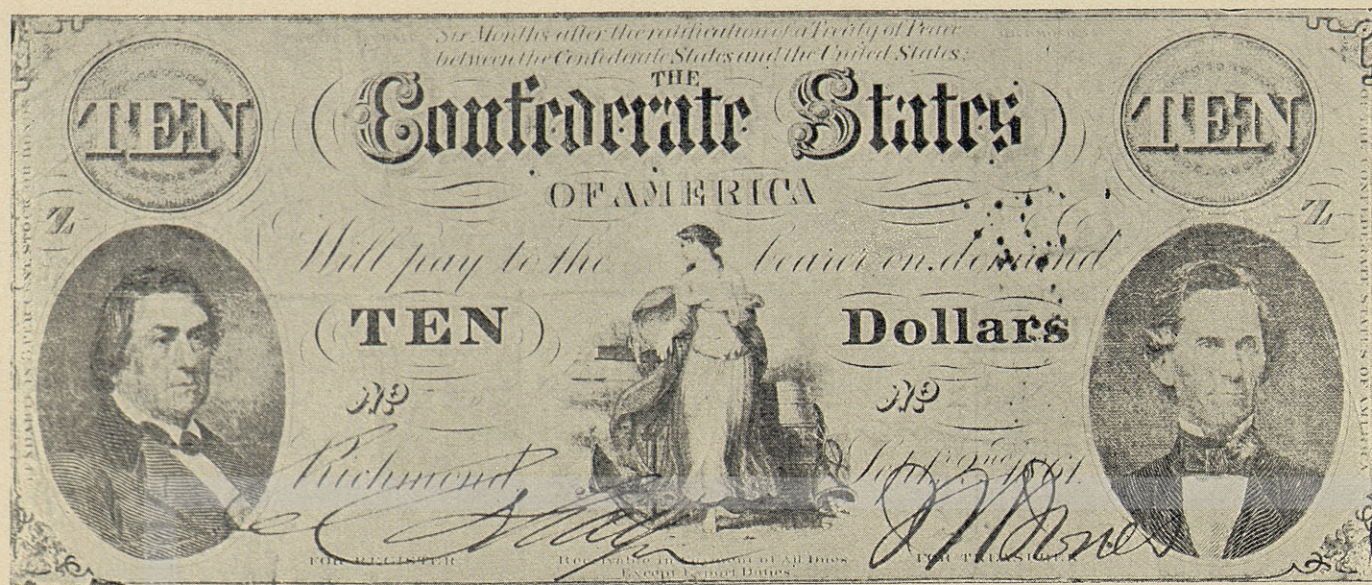 Six Months after the ratification of a Treaty of Peace
between the Confederate States and the United States,
TEN
THE
Confederate States
TEN
OF AMERICA
Z
Z
Will pay to the bearer on demand
TEN Dollars
No No
Richmond
FOR REGISTER
Receivable in payment of All Dues
Except Export Duties
FOR TREASURER